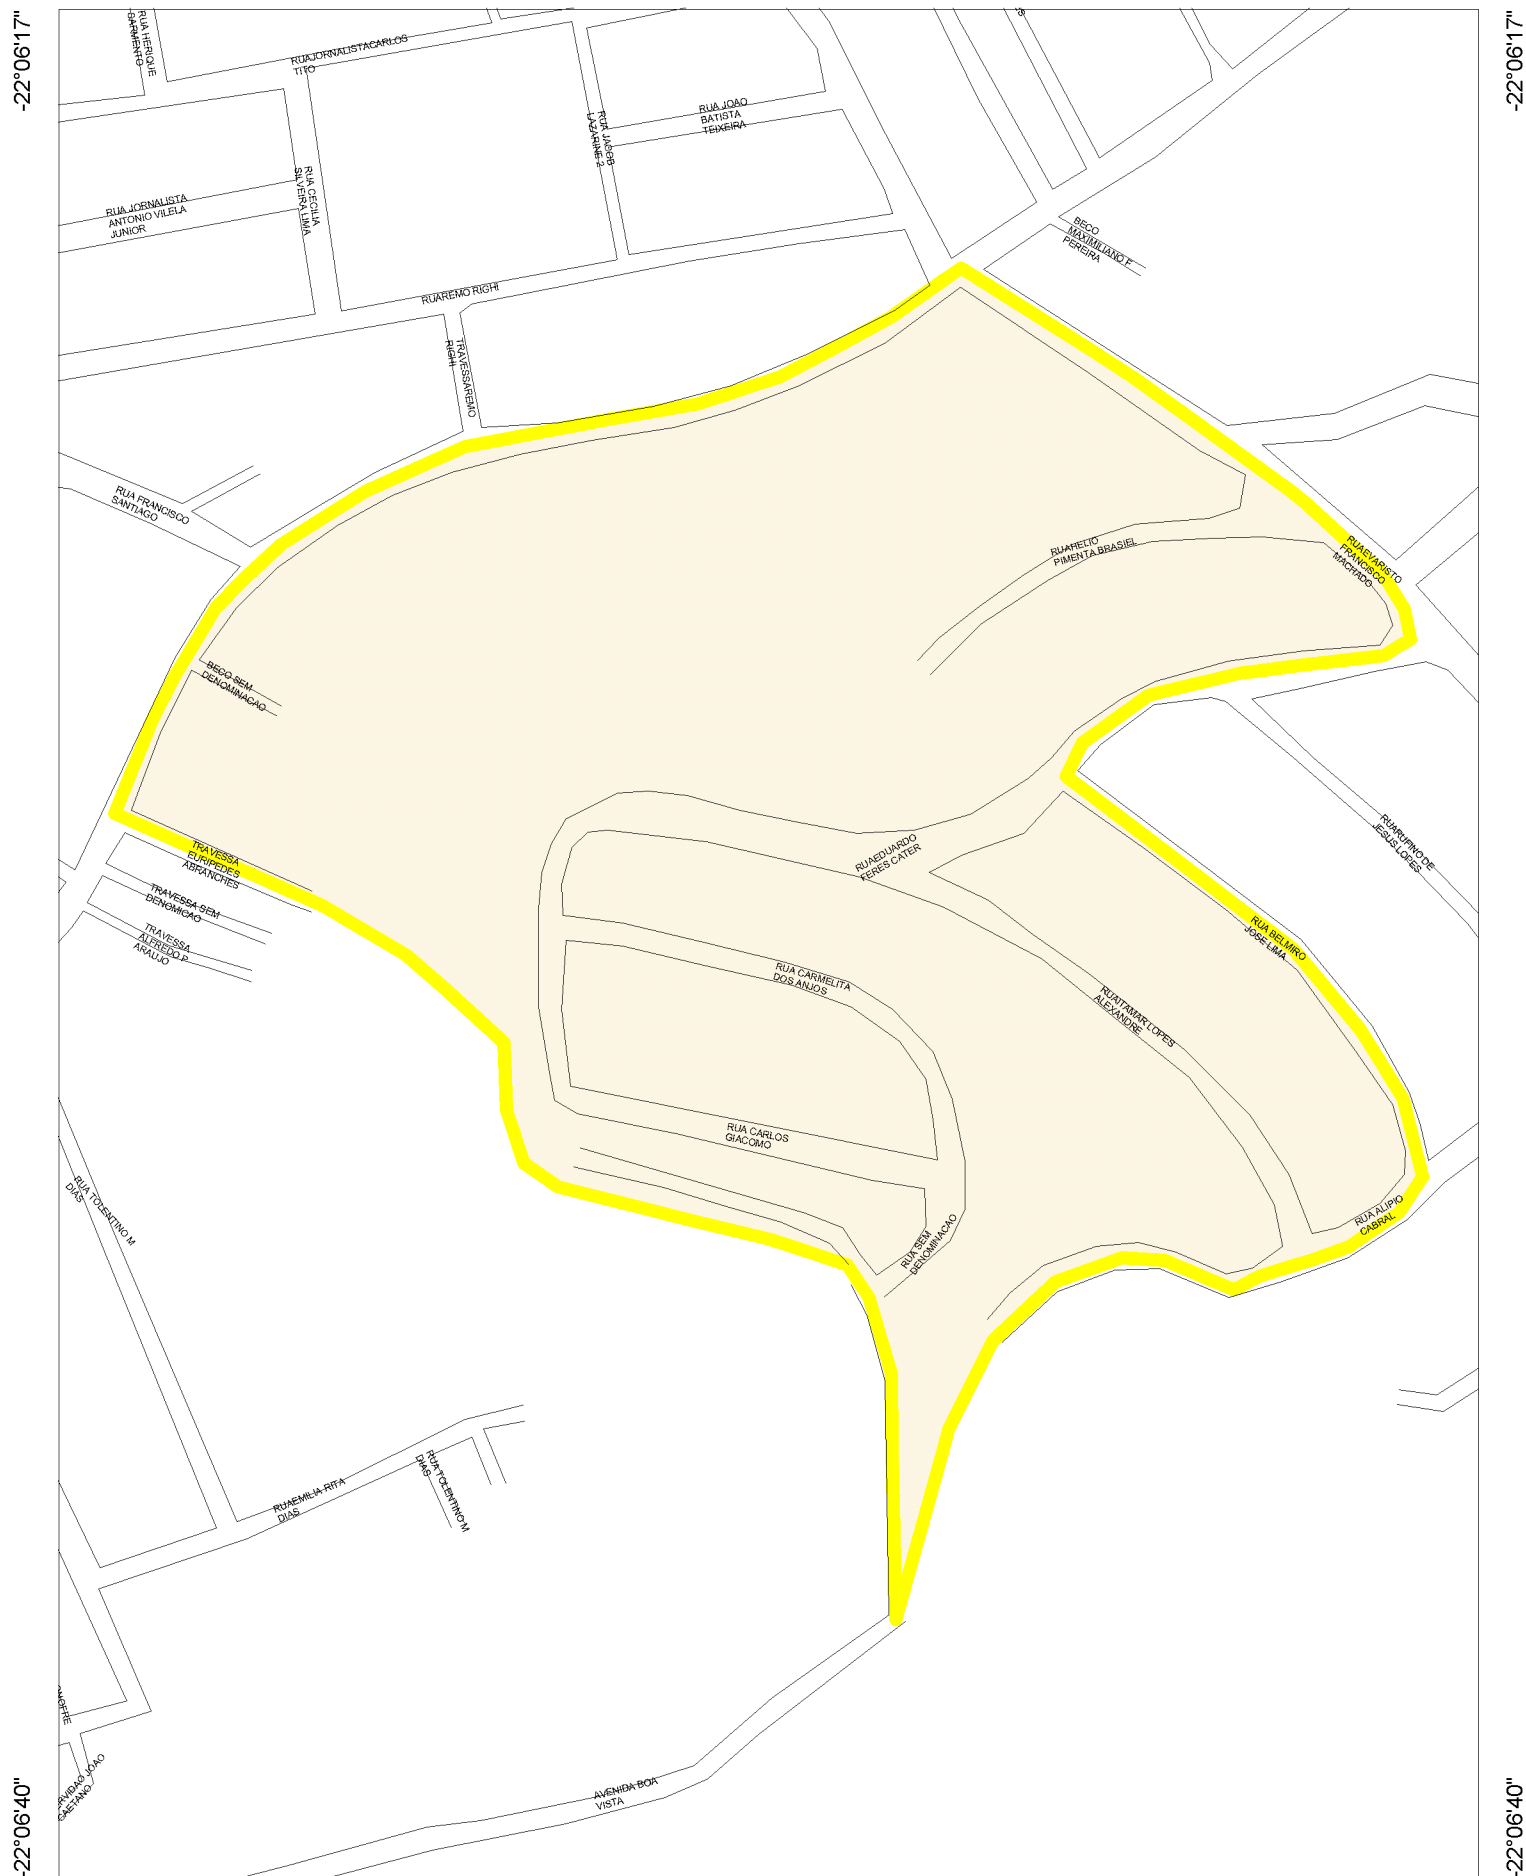 -22°06'17"
-22°06'17"
RUA HERIQUE
SARMENTO
RUAJORNALISTACARLOS
TITO
RUA JACOB
LAZARINE 2
RUA JOAO
BATISTA
TEIXEIRA
RUA CECILIA
SILVEIRA LIMA
RUA JORNALISTA
ANTONIO VILELA
JUNIOR
BECO
MAXIMILIANO F
PEREIRA
RUAREMO RIGHI
TRAVESSAREMO
RIGHI
RUA FRANCISCO
SANTIAGO
RUAHELIO
PIMENTA BRASIEL
RUAEVARISTO
FRANCISCO
MACHADO
BECO SEM
DENOMINACAO
RUARUFINO DE
JESUS LOPES
TRAVESSA
EURIPEDES
ABRANCHES
RUAEDUARDO
FERES CATER
TRAVESSA SEM
DENOMICAO
TRAVESSA
ALFREDO P
ARAUJO
RUA BELMIRO
JOSE LIMA
RUA CARMELITA
DOS ANJOS
RUAITAMAR LOPES
ALEXANDRE
RUA CARLOS
GIACOMO
RUA TOLENTINO M
DIAS
RUA ALIPIO
CABRAL
RUA SEM
DENOMINACAO
RUA TOLENTINO M
DIAS
RUAEMILIA RITA
DIAS
ONOFRE
RVIDAO JOAO
CAETANO
AVENIDA BOA
VISTA
-22°06'40"
-22°06'40"